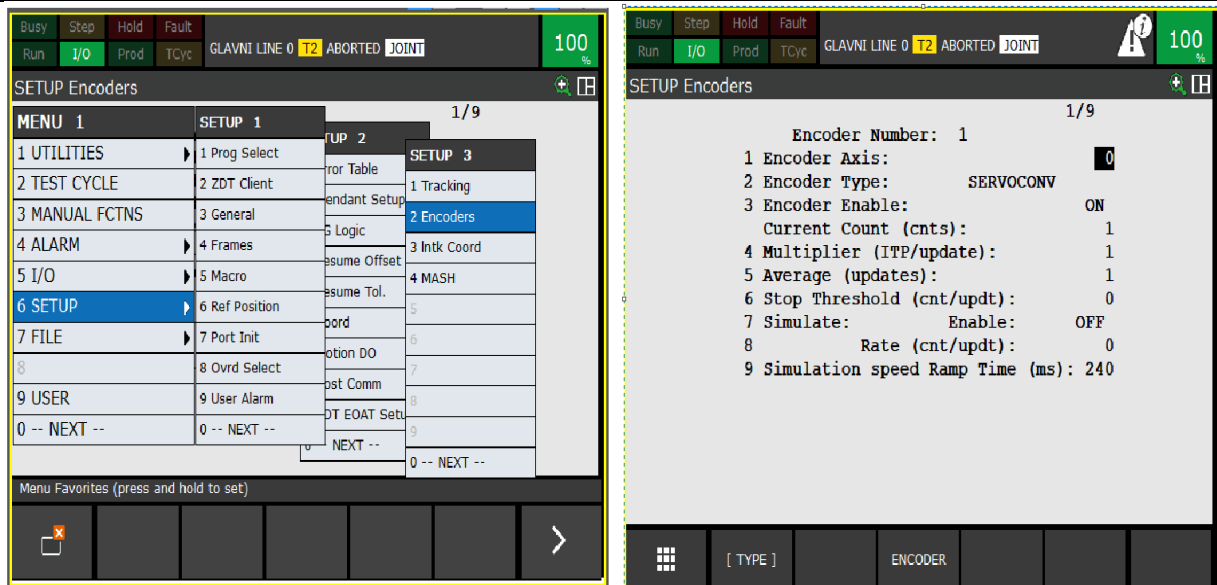 Busy Step Hold Fault
Run I/O Prod TCyc
GLAVNI LINE 0 T2 ABORTED JOINT
100
%
SETUP Encoders
1/9
MENU 1
1 UTILITIES
2 TEST CYCLE
3 MANUAL FCTNS
4 ALARM
5 I/O
6 SETUP
7 FILE
8
9 USER
0 -- NEXT --
SETUP 1
1 Prog Select
2 ZDT Client
3 General
4 Frames
5 Macro
6 Ref Position
7 Port Init
8 Ovrd Select
9 User Alarm
0 -- NEXT --
TUP 2
ror Table
endant Setup
G Logic
esume Offset
esume Tol.
oord
otion DO
ost Comm
DT EOAT Setu
NEXT --
SETUP 3
1 Tracking
2 Encoders
3 Intk Coord
4 MASH
5
6
7
8
9
0 -- NEXT --
Menu Favorites (press and hold to set)
Busy Step Hold Fault
Run I/O Prod TCyc
GLAVNI LINE 0 T2 ABORTED JOINT
100
%
SETUP Encoders
1/9
Encoder Number: 1
1 Encoder Axis: 0
2 Encoder Type: SERVOCONV
3 Encoder Enable: ON
Current Count (cnts): 1
4 Multiplier (ITP/update): 1
5 Average (updates): 1
6 Stop Threshold (cnt/updt): 0
7 Simulate: Enable: OFF
8 Rate (cnt/updt): 0
9 Simulation speed Ramp Time (ms): 240
[ TYPE ] ENCODER